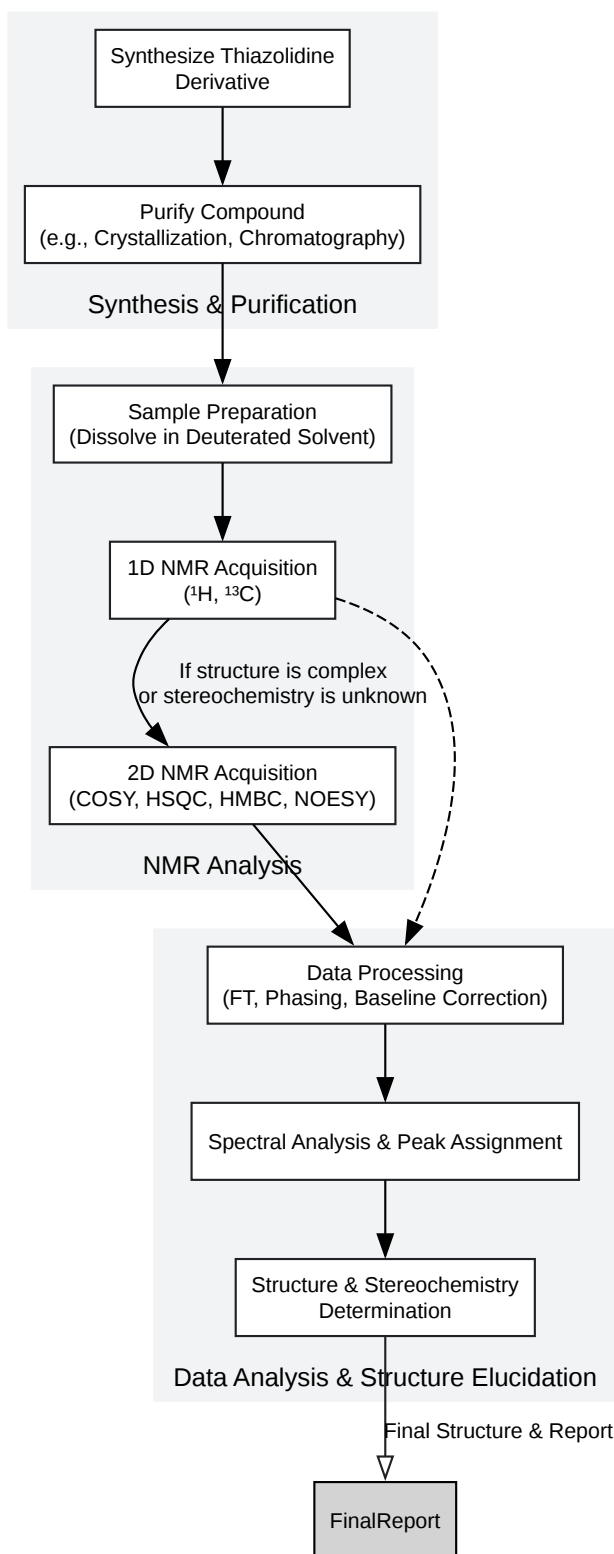 Synthesize Thiazolidine
Derivative
Purify Compound
(e.g., Crystallization, Chromatography)
Synthesis & Purification
Sample Preparation
(Dissolve in Deuterated Solvent)
1D NMR Acquisition
(¹H, ¹³C)
If structure is complex
or stereochemistry is unknown
2D NMR Acquisition
(COSY, HSQC, HMBC, NOESY)
NMR Analysis
Data Processing
(FT, Phasing, Baseline Correction)
Spectral Analysis & Peak Assignment
Structure & Stereochemistry
Determination
Data Analysis & Structure Elucidation
Final Structure & Report
FinalReport